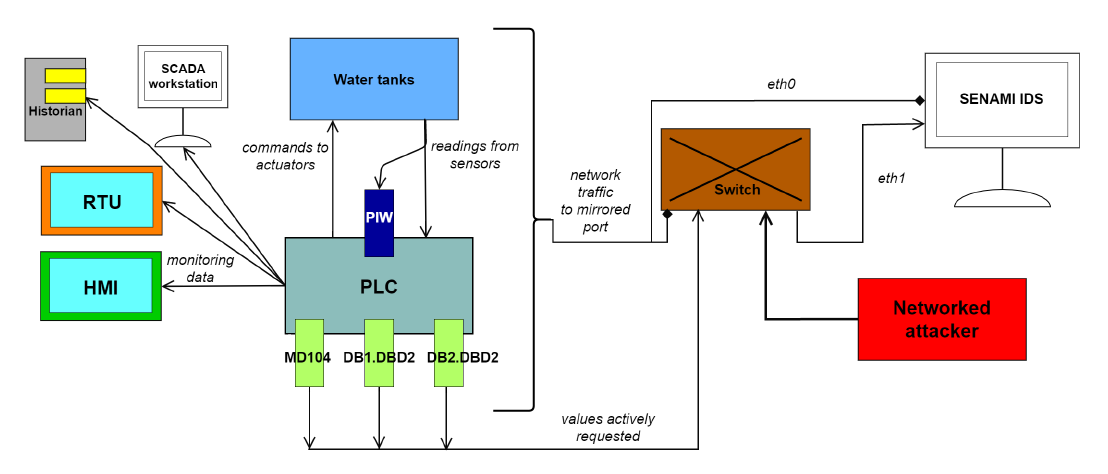 Historian
SCADA
workstation
RTU
HMI
monitoring
data
Water tanks
commands to
actuators
readings from
sensors
PIW
PLC
MD104
DB1.DBD2
DB2.DBD2
network
traffic
to mirrored
port
values actively
requested
Switch
eth0
eth1
SENAMI IDS
Networked
attacker